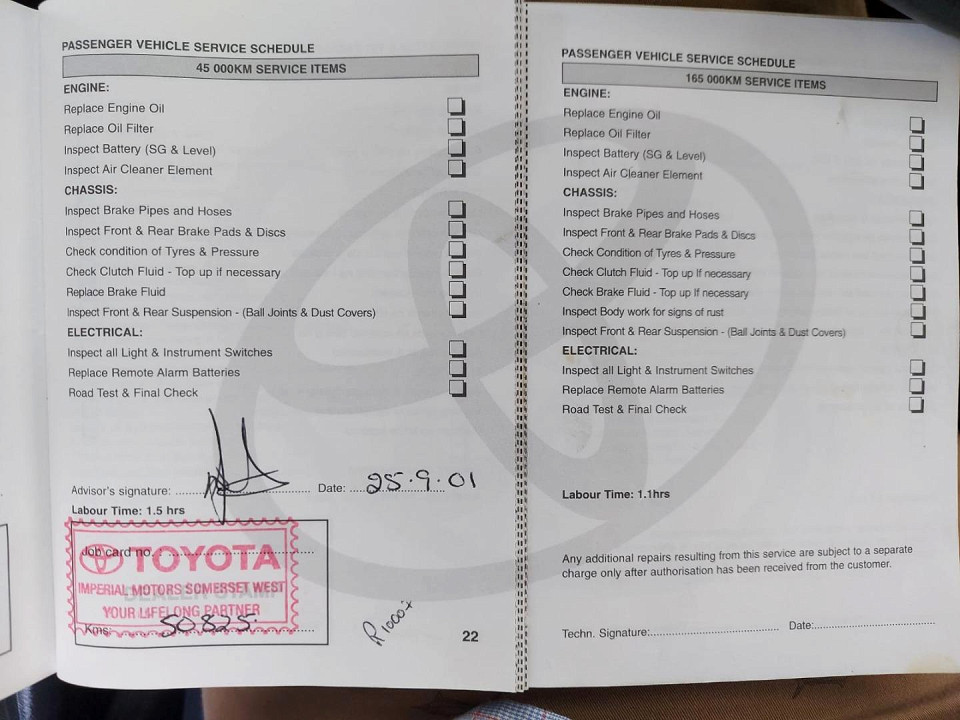 PASSENGER VEHICLE SERVICE SCHEDULE
45 000KM SERVICE ITEMS
ENGINE:
Replace Engine Oil
Replace Oil Filter
Inspect Battery (SG & Level)
Inspect Air Cleaner Element
CHASSIS:
Inspect Brake Pipes and Hoses
Inspect Front & Rear Brake Pads & Discs
Check condition of Tyres & Pressure
Check Clutch Fluid - Top up if necessary
Replace Brake Fluid
Inspect Front & Rear Suspension - (Ball Joints & Dust Covers)
ELECTRICAL:
Inspect all Light & Instrument Switches
Replace Remote Alarm Batteries
Road Test & Final Check
Advisor's signature: Date: 25.9.01
Labour Time: 1.5 hrs
Job card no.
TOYOTA
IMPERIAL MOTORS SOMERSET WEST
DEALER STAMP
YOUR LIFELONG PARTNER
Kms: 50825
22
PASSENGER VEHICLE SERVICE SCHEDULE
165 000KM SERVICE ITEMS
ENGINE:
Replace Engine Oil
Replace Oil Filter
Inspect Battery (SG & Level)
Inspect Air Cleaner Element
CHASSIS:
Inspect Brake Pipes and Hoses
Inspect Front & Rear Brake Pads & Discs
Check Condition of Tyres & Pressure
Check Clutch Fluid - Top up If necessary
Check Brake Fluid - Top up If necessary
Inspect Body work for signs of rust
Inspect Front & Rear Suspension - (Ball Joints & Dust Covers)
ELECTRICAL:
Inspect all Light & Instrument Switches
Replace Remote Alarm Batteries
Road Test & Final Check
Labour Time: 1.1hrs
Any additional repairs resulting from this service are subject to a separate
charge only after authorisation has been received from the customer.
Techn. Signature: Date: